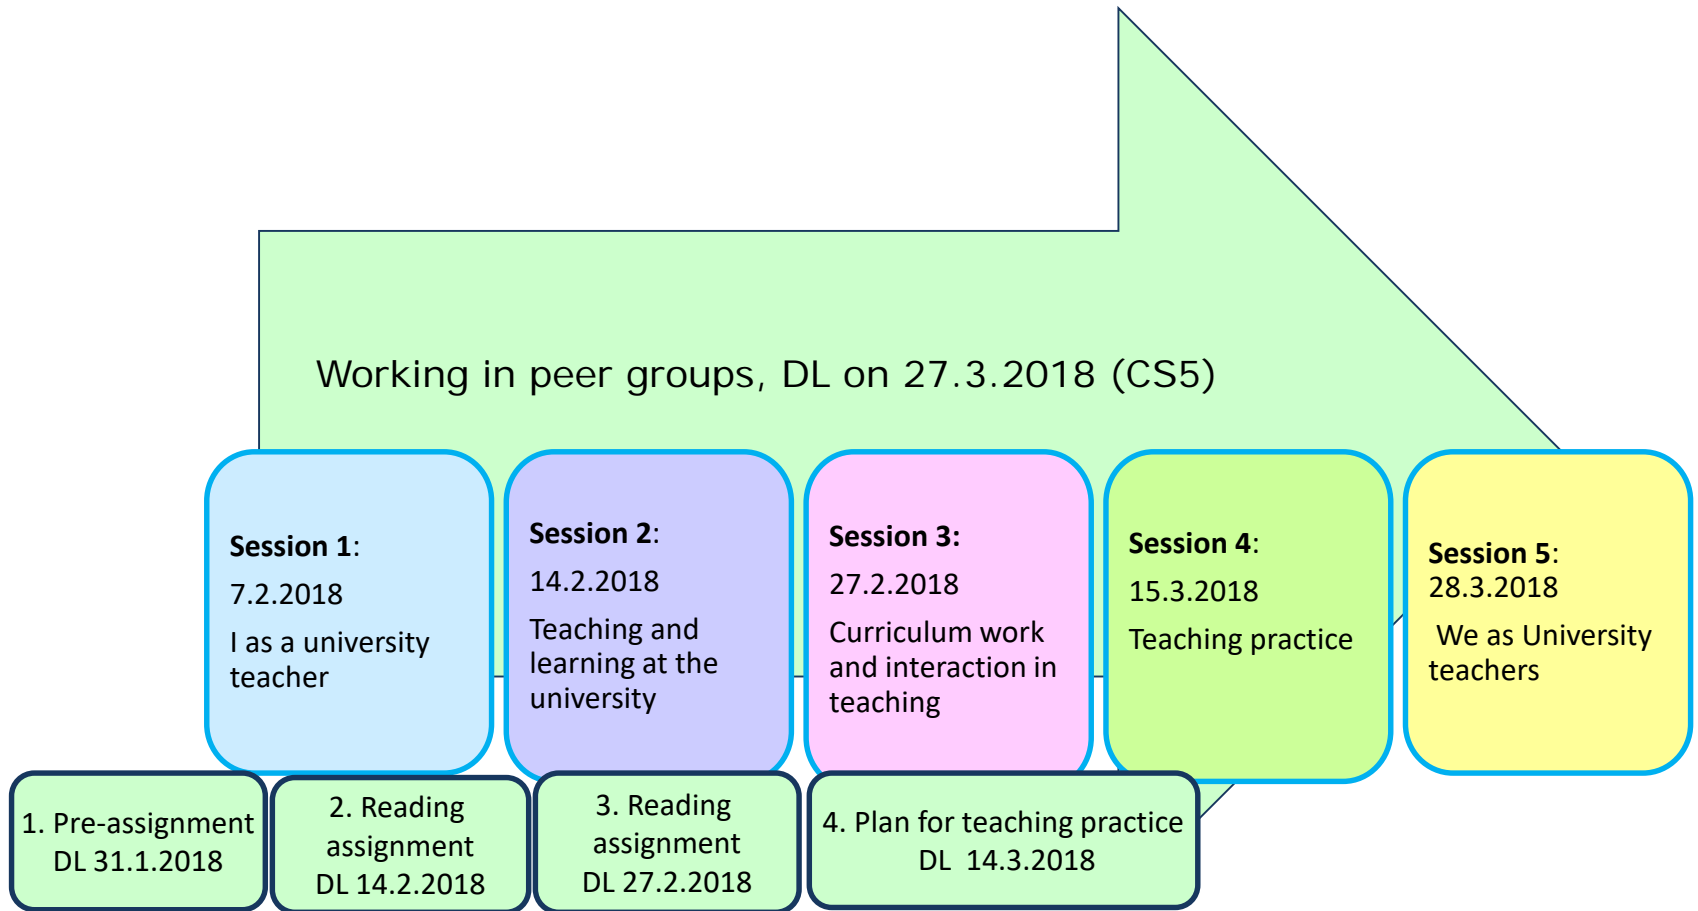 Working in peer groups, DL on 27.3.2018 (CS5)
Session 1:
7.2.2018
I as a university
teacher
Session 2:
14.2.2018
Teaching and
learning at the
university
Session 3:
27.2.2018
Curriculum work
and interaction in
teaching
Session 4:
15.3.2018
Teaching practice
Session 5:
28.3.2018
We as University
teachers
1. Pre-assignment
DL 31.1.2018
2. Reading
assignment
DL 14.2.2018
3. Reading
assignment
DL 27.2.2018
4. Plan for teaching practice
DL 14.3.2018